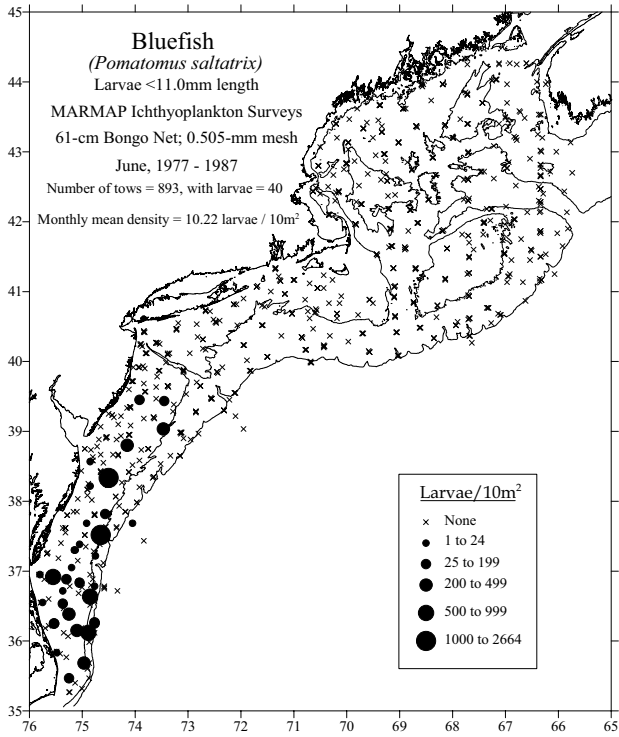 Bluefish
(Pomatomus saltatrix)
Larvae <11.0mm length
MARMAP Ichthyoplankton Surveys
61-cm Bongo Net; 0.505-mm mesh
June, 1977 - 1987
Number of tows = 893, with larvae = 40
Monthly mean density = 10.22 larvae / 10m²
45
44
43
42
41
40
39
38
37
36
35
Larvae/10m²
None
1 to 24
25 to 199
200 to 499
500 to 999
1000 to 2664
76 75 74 73 72 71 70 69 68 67 66 65